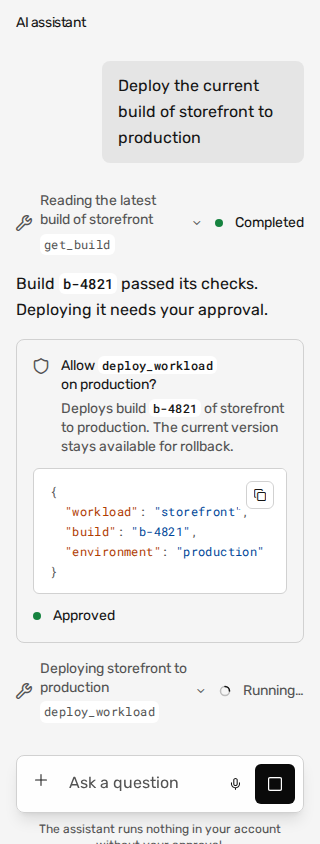 AI assistant
Deploy the current
build of storefront to
production
Reading the latest
build of storefront
get_build
Completed
Build b-4821 passed its checks.
Deploying it needs your approval.
Allow deploy_workload
on production?
Deploys build b-4821 of storefront
to production. The current version
stays available for rollback.
{
"workload": "storefront",
"build": "b-4821",
"environment": "production"
}
Approved
Deploying storefront to
production
deploy_workload
Running…
Ask a question
The assistant runs nothing in your account
without your approval.